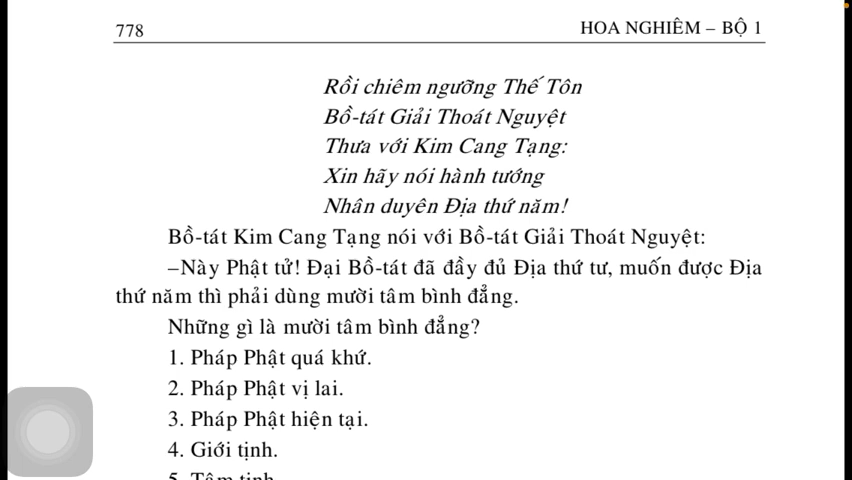 778
HOA NGHIÊM – BỘ 1
Rồi chiêm ngưỡng Thế Tôn
Bồ-tát Giải Thoát Nguyệt
Thưa với Kim Cang Tạng:
Xin hãy nói hành tướng
Nhân duyên Địa thứ năm!
Bồ-tát Kim Cang Tạng nói với Bồ-tát Giải Thoát Nguyệt:
–Này Phật tử! Đại Bồ-tát đã đầy đủ Địa thứ tư, muốn được Địa
thứ năm thì phải dùng mười tâm bình đẳng.
Những gì là mười tâm bình đẳng?
1. Pháp Phật quá khứ.
2. Pháp Phật vị lai.
3. Pháp Phật hiện tại.
4. Giới tịnh.
5. Tâm tịnh